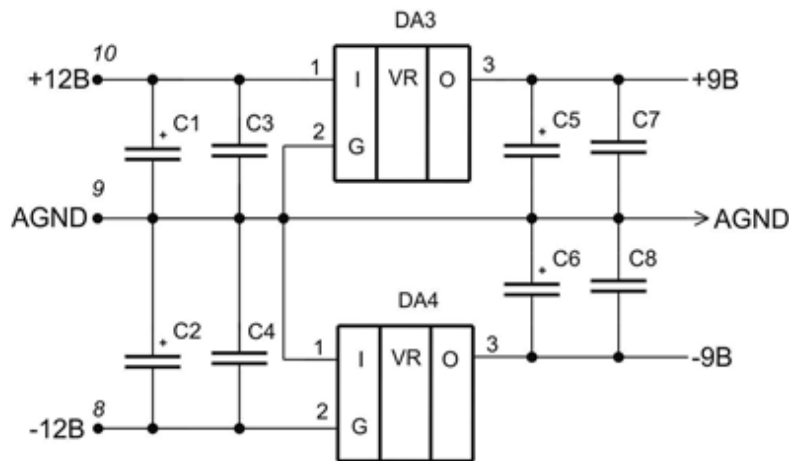 DA3
10
+12В
1
I
VR
O
3
+9В
+ C1
C3
2
G
+ C5
C7
9
AGND
AGND
+ C2
C4
DA4
+ C6
C8
1
I
VR
O
3
-9В
8
-12В
2
G